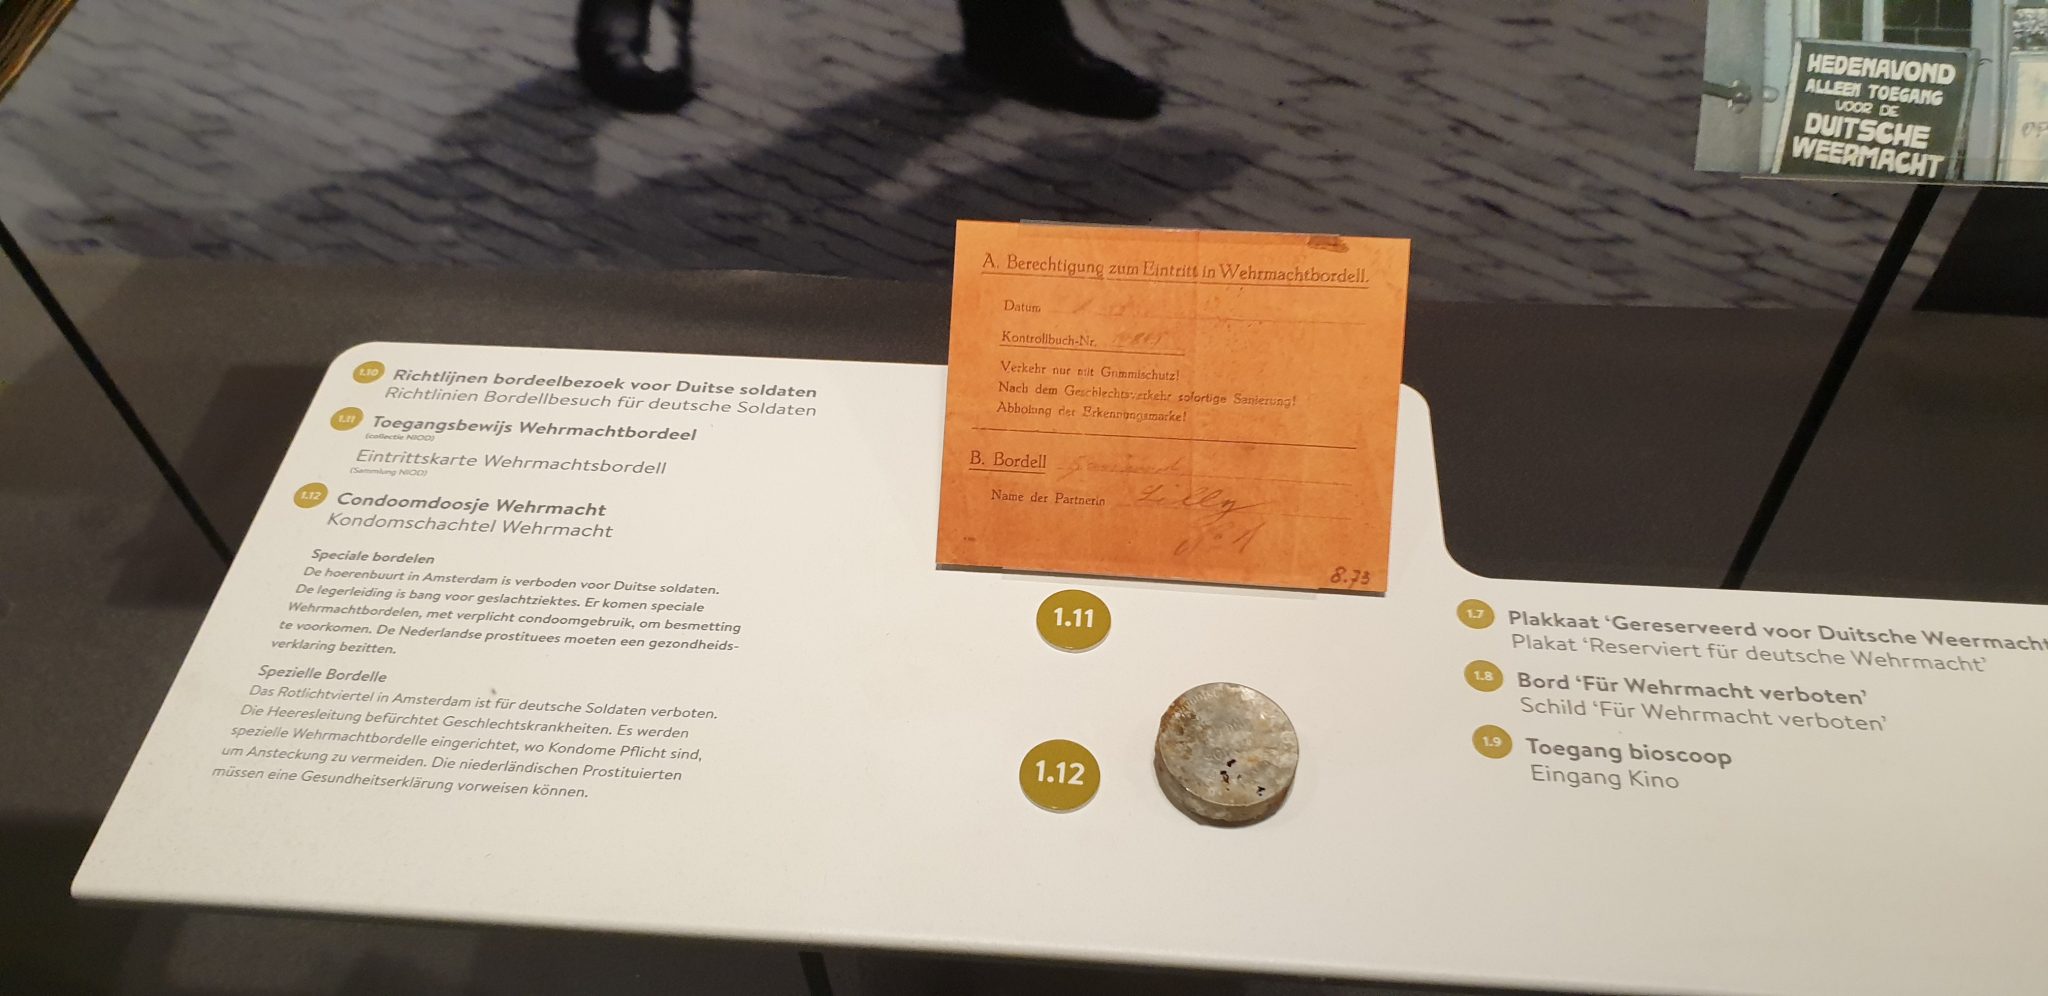 HEDENAVOND
ALLEEN TOEGANG
VOOR DE
DUITSCHE
WEERMACHT
A. Berechtigung zum Eintritt in Wehrmachtbordell.
Datum
Kontrollbuch-Nr.
Verkehr nur mit Gummischutz!
Nach dem Geschlechtsverkehr sofortige Sanierung!
Abholung der Erkennungsmarke!
B. Bordell
Name der Partnerin Lilly
8.73
1.10 Richtlijnen bordeelbezoek voor Duitse soldaten
Richtlinien Bordellbesuch für deutsche Soldaten
1.11 Toegangsbewijs Wehrmachtbordeel
(collectie NIOD)
Eintrittskarte Wehrmachtsbordell
(Sammlung NIOD)
1.12 Condoomdoosje Wehrmacht
Kondomschachtel Wehrmacht
Speciale bordelen
De hoerenbuurt in Amsterdam is verboden voor Duitse soldaten.
De legerleiding is bang voor geslachtziektes. Er komen speciale
Wehrmachtbordelen, met verplicht condoomgebruik, om besmetting
te voorkomen. De Nederlandse prostituees moeten een gezondheids-
verklaring bezitten.
Spezielle Bordelle
Das Rotlichtviertel in Amsterdam ist für deutsche Soldaten verboten.
Die Heeresleitung befürchtet Geschlechtskrankheiten. Es werden
spezielle Wehrmachtbordelle eingerichtet, wo Kondome Pflicht sind,
um Ansteckung zu vermeiden. Die niederländischen Prostituierten
müssen eine Gesundheitserklärung vorweisen können.
1.11
1.12
1.7 Plakkaat ‘Gereserveerd voor Duitsche Weermacht
Plakat ‘Reserviert für deutsche Wehrmacht’
1.8 Bord ‘Für Wehrmacht verboten’
Schild ‘Für Wehrmacht verboten’
1.9 Toegang bioscoop
Eingang Kino